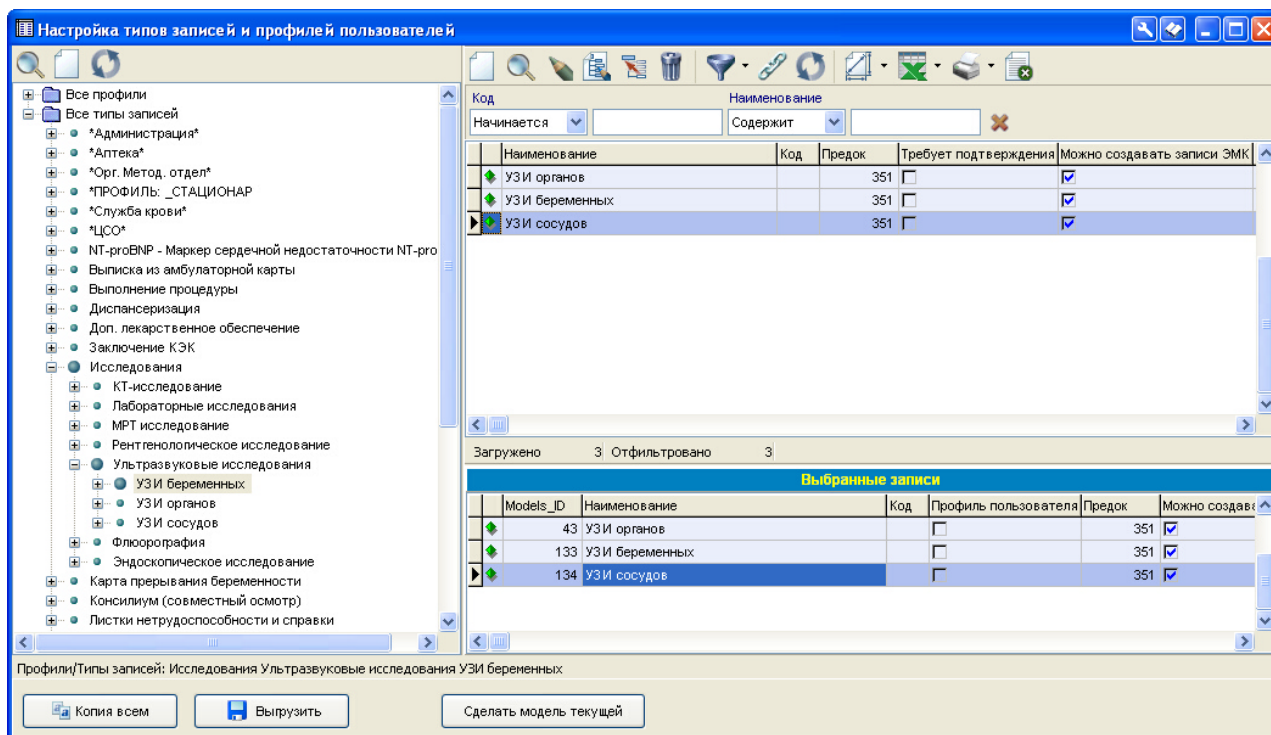 Настройка типов записей и профилей пользователей
Все профили
Все типы записей
*Администрация*
*Аптека*
*Орг. Метод. отдел*
*ПРОФИЛЬ: _СТАЦИОНАР
*Служба крови*
*ЦСО*
NT-proBNP - Маркер сердечной недостаточности NT-pro
Выписка из амбулаторной карты
Выполнение процедуры
Диспансеризация
Доп. лекарственное обеспечение
Заключение КЭК
Исследования
КТ-исследование
Лабораторные исследования
МРТ исследование
Рентгенологическое исследование
Ультразвуковые исследования
УЗИ беременных
УЗИ органов
УЗИ сосудов
Флюорография
Эндоскопическое исследование
Карта прерывания беременности
Консилиум (совместный осмотр)
Листки нетрудоспособности и справки
Код Наименование
Начинается Содержит
Наименование Код Предок Требует подтверждения Можно создавать записи ЭМК
УЗИ органов 351
УЗИ беременных 351
УЗИ сосудов 351
Загружено 3 Отфильтровано 3
Выбранные записи
Models_ID Наименование Код Профиль пользователя Предок Можно создава
43 УЗИ органов 351
133 УЗИ беременных 351
134 УЗИ сосудов 351
Профили/Типы записей: Исследования Ультразвуковые исследования УЗИ беременных
Копия всем Выгрузить Сделать модель текущей